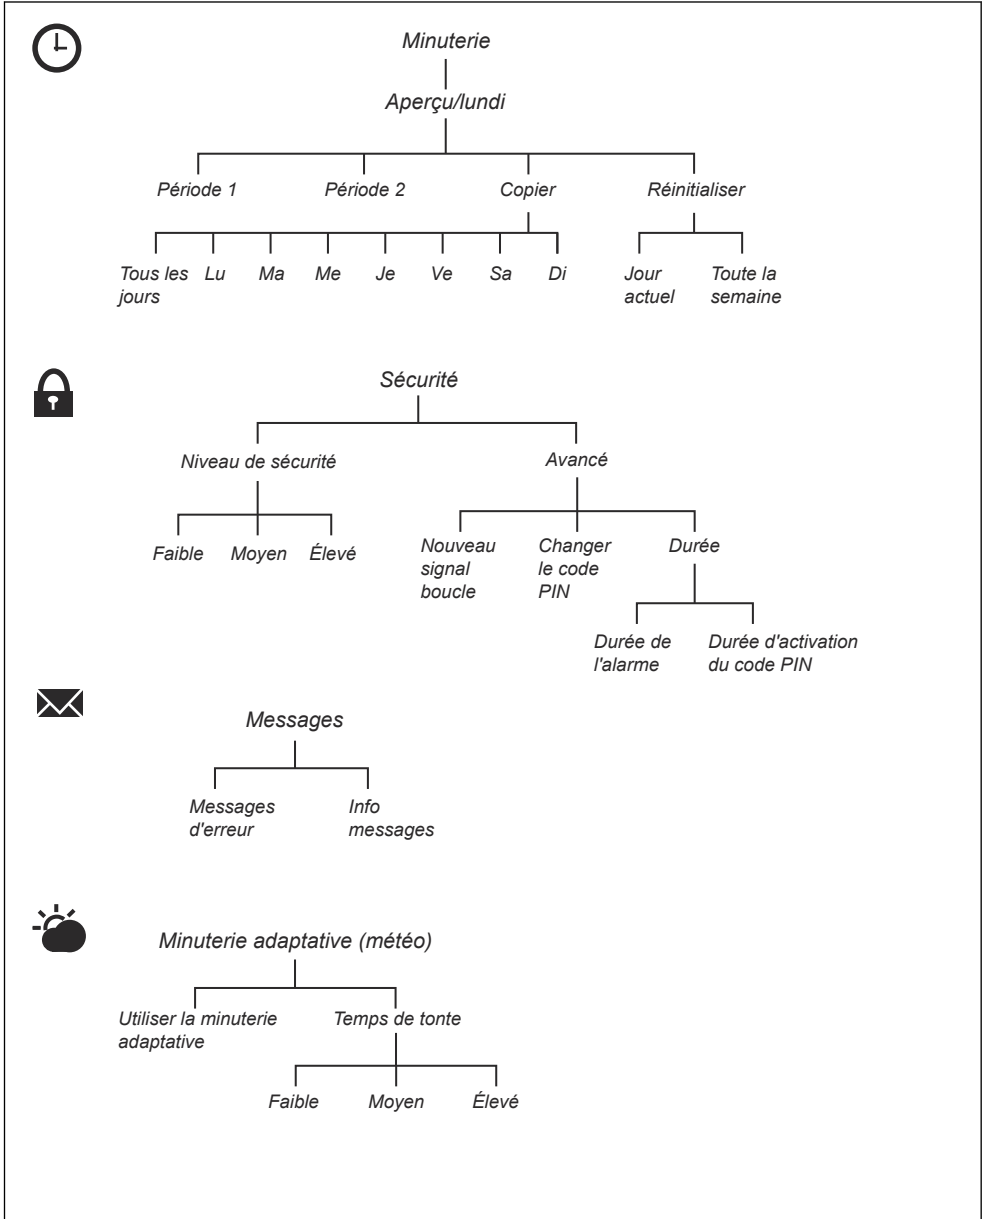 Minuterie
Aperçu/lundi
Période 1 Période 2 Copier Réinitialiser
Tous les jours Lu Ma Me Je Ve Sa Di Jour actuel Toute la semaine
Sécurité
Niveau de sécurité Avancé
Faible Moyen Élevé
Nouveau signal boucle Changer le code PIN Durée
Durée de l'alarme Durée d'activation du code PIN
Messages
Messages d'erreur Info messages
Minuterie adaptative (météo)
Utiliser la minuterie adaptative Temps de tonte
Faible Moyen Élevé